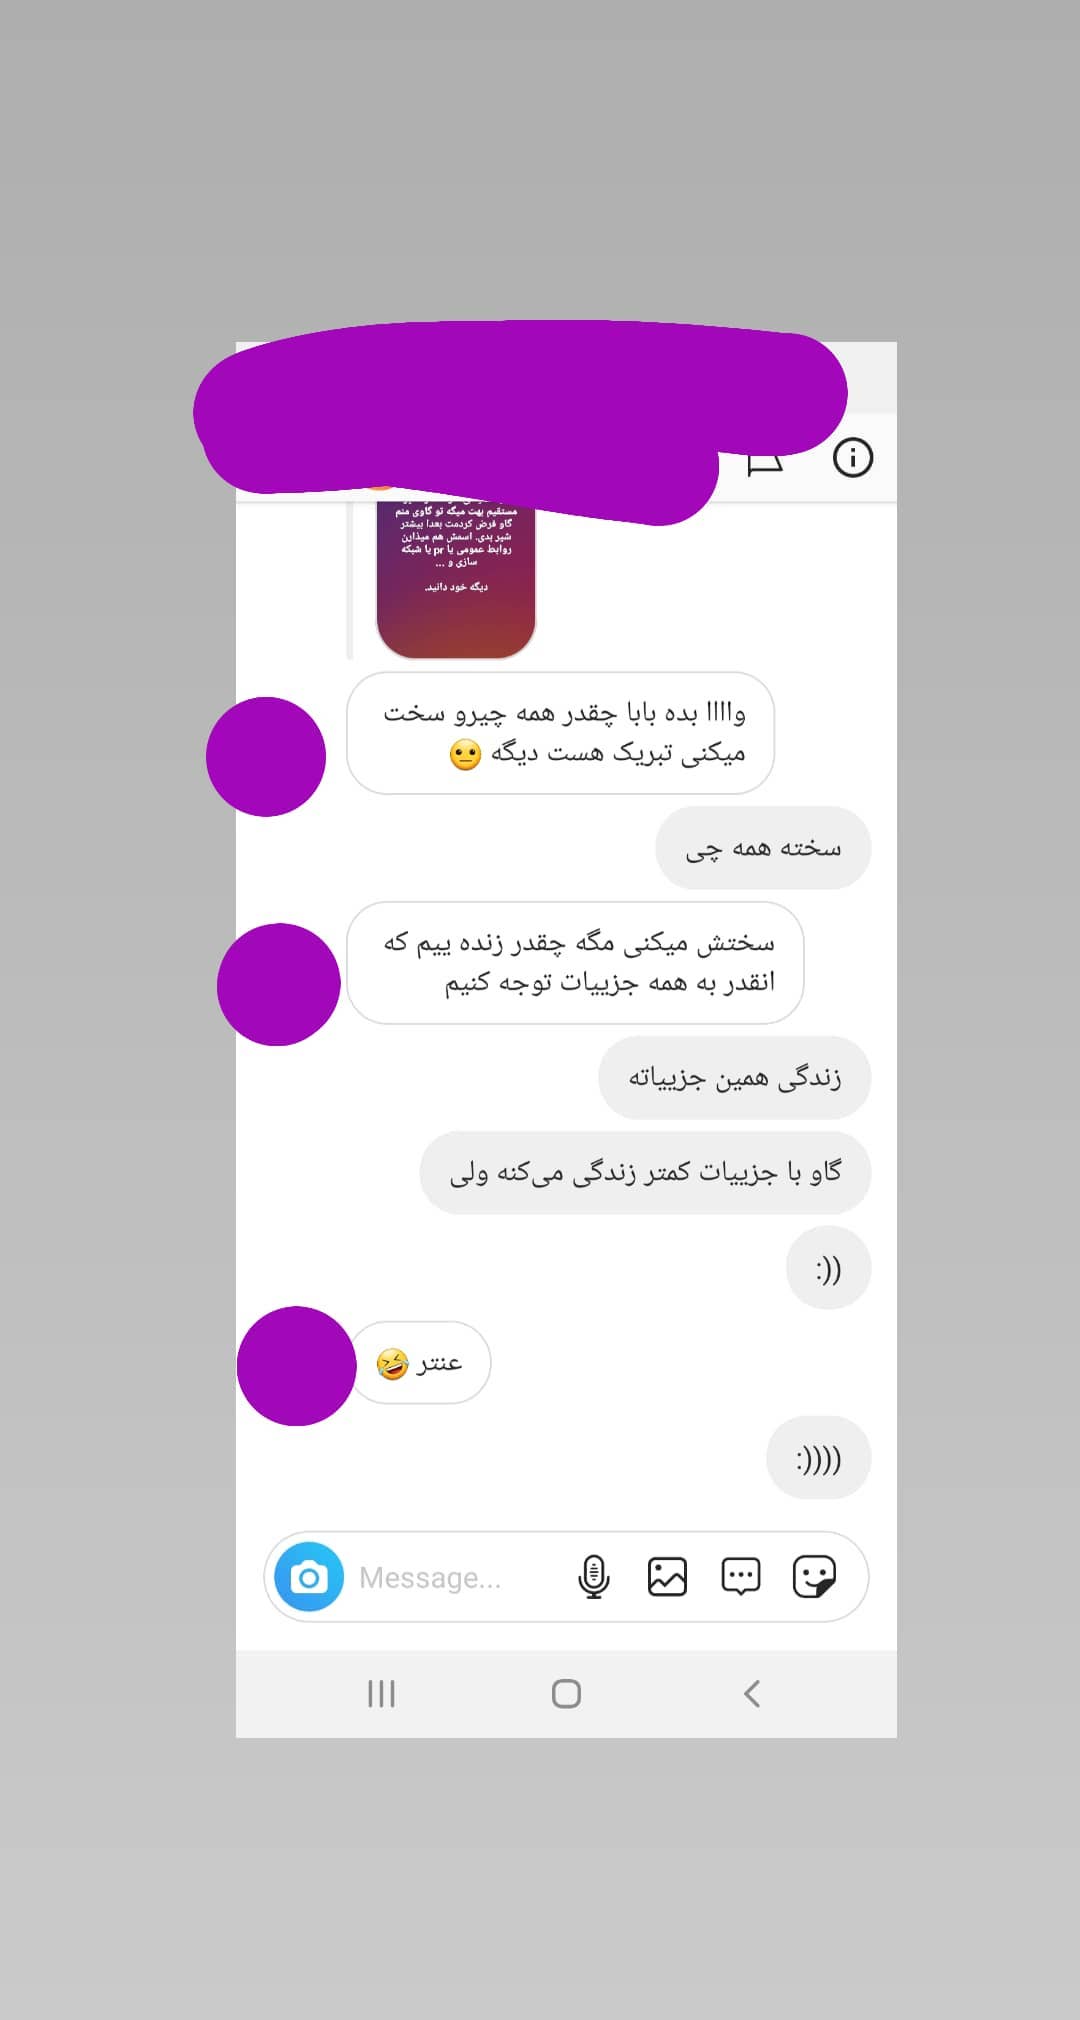 مستقیم بهت میگه تو گاوی منم
گاو فرض کردمت بعدا بیشتر
شیر بدی. اسمش هم میذارن
روابط عمومی یا pr یا شبکه
سازی و ...
دیگه خود دانید.
واااا بده بابا چقدر همه چیرو سخت
میکنی تبریک هست دیگه 😐
سخته همه چی
سختش میکنی مگه چقدر زنده ییم که
انقدر به همه جزییات توجه کنیم
زندگی همین جزییاته
گاو با جزییات کمتر زندگی می‌کنه ولی
:))
عنتر 🤣
:))))
Message...